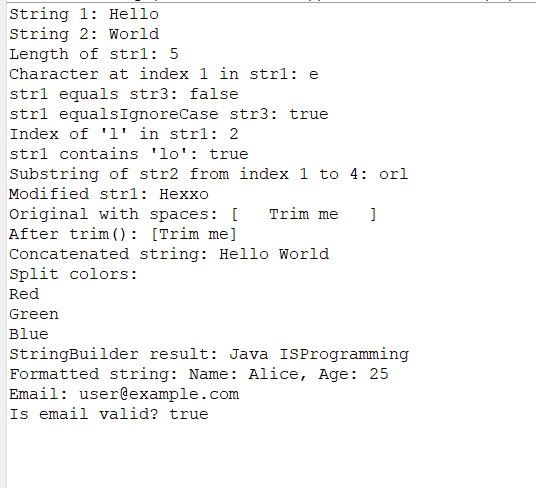 String 1: Hello
String 2: World
Length of str1: 5
Character at index 1 in str1: e
str1 equals str3: false
str1 equalsIgnoreCase str3: true
Index of 'l' in str1: 2
str1 contains 'lo': true
Substring of str2 from index 1 to 4: orl
Modified str1: Hexxo
Original with spaces: [   Trim me   ]
After trim(): [Trim me]
Concatenated string: Hello World
Split colors:
Red
Green
Blue
StringBuilder result: Java ISProgramming
Formatted string: Name: Alice, Age: 25
Email: user@example.com
Is email valid? true